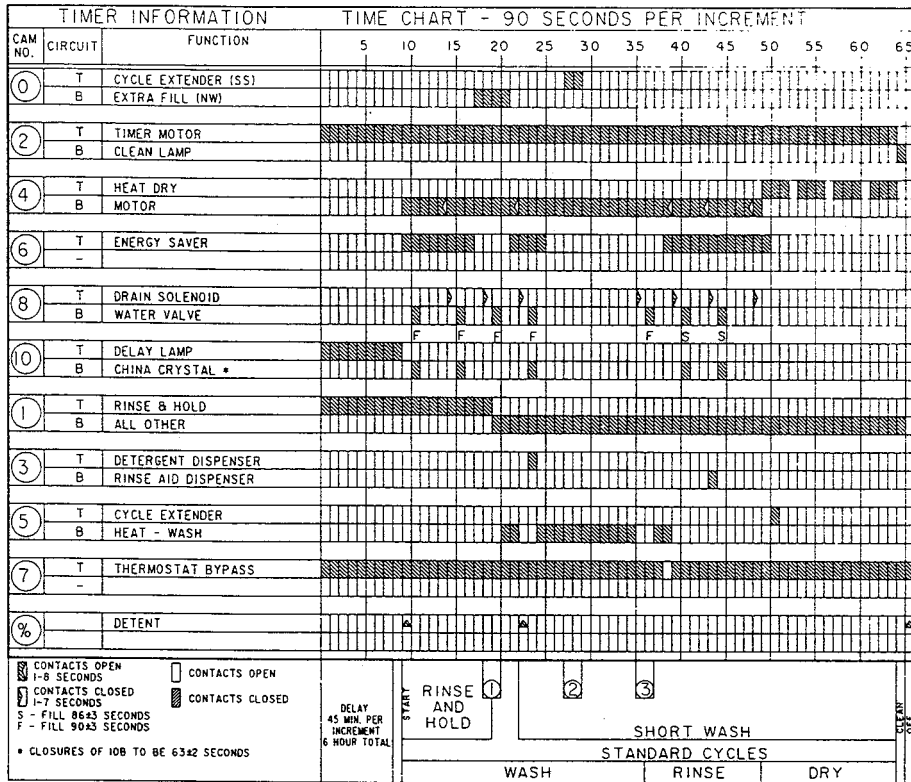 TIMER INFORMATION TIME CHART - 90 SECONDS PER INCREMENT
CAM NO. CIRCUIT FUNCTION 5 10 15 20 25 30 35 40 45 50 55 60 65
0 T CYCLE EXTENDER (SS)
B EXTRA FILL (NW)
2 T TIMER MOTOR
B CLEAN LAMP
4 T HEAT DRY
B MOTOR
6 T ENERGY SAVER
-
8 T DRAIN SOLENOID
B WATER VALVE
F F F F F S S
10 T DELAY LAMP
B CHINA CRYSTAL *
1 T RINSE & HOLD
B ALL OTHER
3 T DETERGENT DISPENSER
B RINSE AID DISPENSER
5 T CYCLE EXTENDER
B HEAT - WASH
7 T THERMOSTAT BYPASS
-
% DETENT
CONTACTS OPEN
1-8 SECONDS
CONTACTS OPEN
CONTACTS CLOSED
1-7 SECONDS
CONTACTS CLOSED
S - FILL 86±3 SECONDS
F - FILL 90±3 SECONDS
* CLOSURES OF 10B TO BE 63±2 SECONDS
DELAY
45 MIN. PER
INCREMENT
6 HOUR TOTAL
START
RINSE
AND
HOLD
1 2 3
SHORT WASH
STANDARD CYCLES
WASH RINSE DRY
CLEAN
OFF